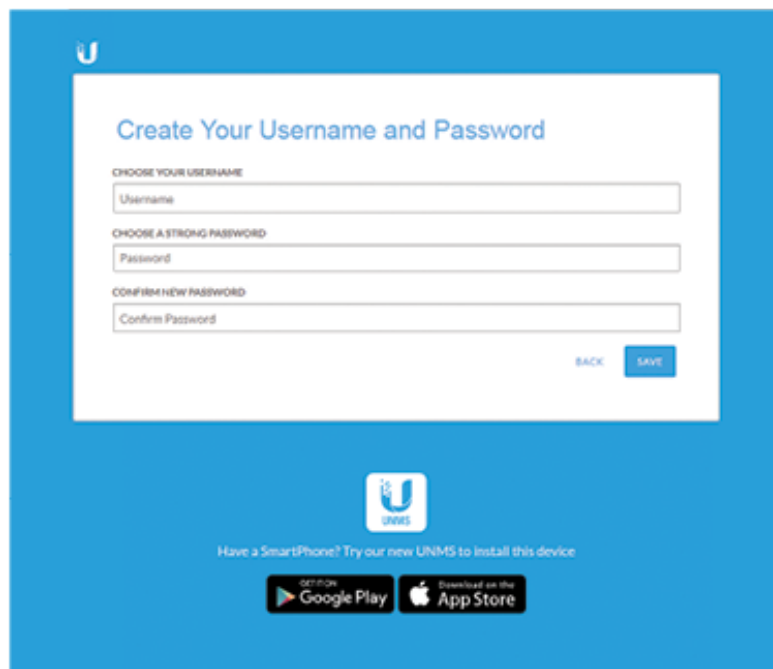 U
Create Your Username and Password
CHOOSE YOUR USERNAME
Username
CHOOSE A STRONG PASSWORD
Password
CONFIRM NEW PASSWORD
Confirm Password
BACK SAVE
U
UNMS
Have a SmartPhone? Try our new UNMS to install this device
GET IT ON
Google Play
Download on the
App Store